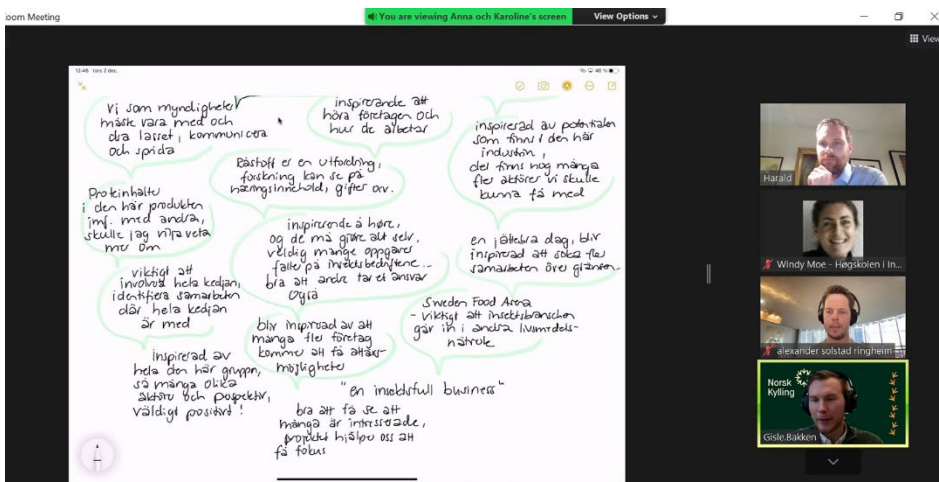 Zoom Meeting
You are viewing Anna och Karoline's screen
View Options
View
12:48 tors 2 dec.
48 %
Vi som myndigheter
måste vara med och
dra lasset, kommunicera
och sprida
inspirerande att
höra företagen och
hur de arbetar
inspirerad av potentialen
som finns i den här
industrin,
det finns nog många
fler aktörer vi skulle
kunna få med
Råstoff er en utfordring,
forskning kan se på
næringsinnehold, gifter osv.
Proteinhalter
i den här produkten
jmf. med andra,
skulle jag vilja veta
mer om
inspirerende å høre,
og de må gjøre alt selv,
veldig mange oppgaver
faller på insektsbedriftene...
bra att andre tar et ansvar
også
en jättebra dag, blir
inspirerad att söka fler
samarbeten över gränsen
viktigt att
involvera hela kedjan,
identifiera samarbeten
där hela kedjan
är med
Sweden Food Arena
- viktigt att insektsbranschen
går in i andra livsmedels-
nätverk
blir inspirerad av att
många fler företag
kommer att få affärs-
möjligheter
Inspirerad av
hela den här gruppen,
så många olika
aktörer och perspektiv,
väldigt positivt!
"en insektsfull business"
bra att få se att
många är intresserade,
projektet hjälper oss att
få fokus
Harald
Windy Moe - Høgskolen i In...
alexander solstad ringheim
Norsk
Kylling
Gisle.Bakken